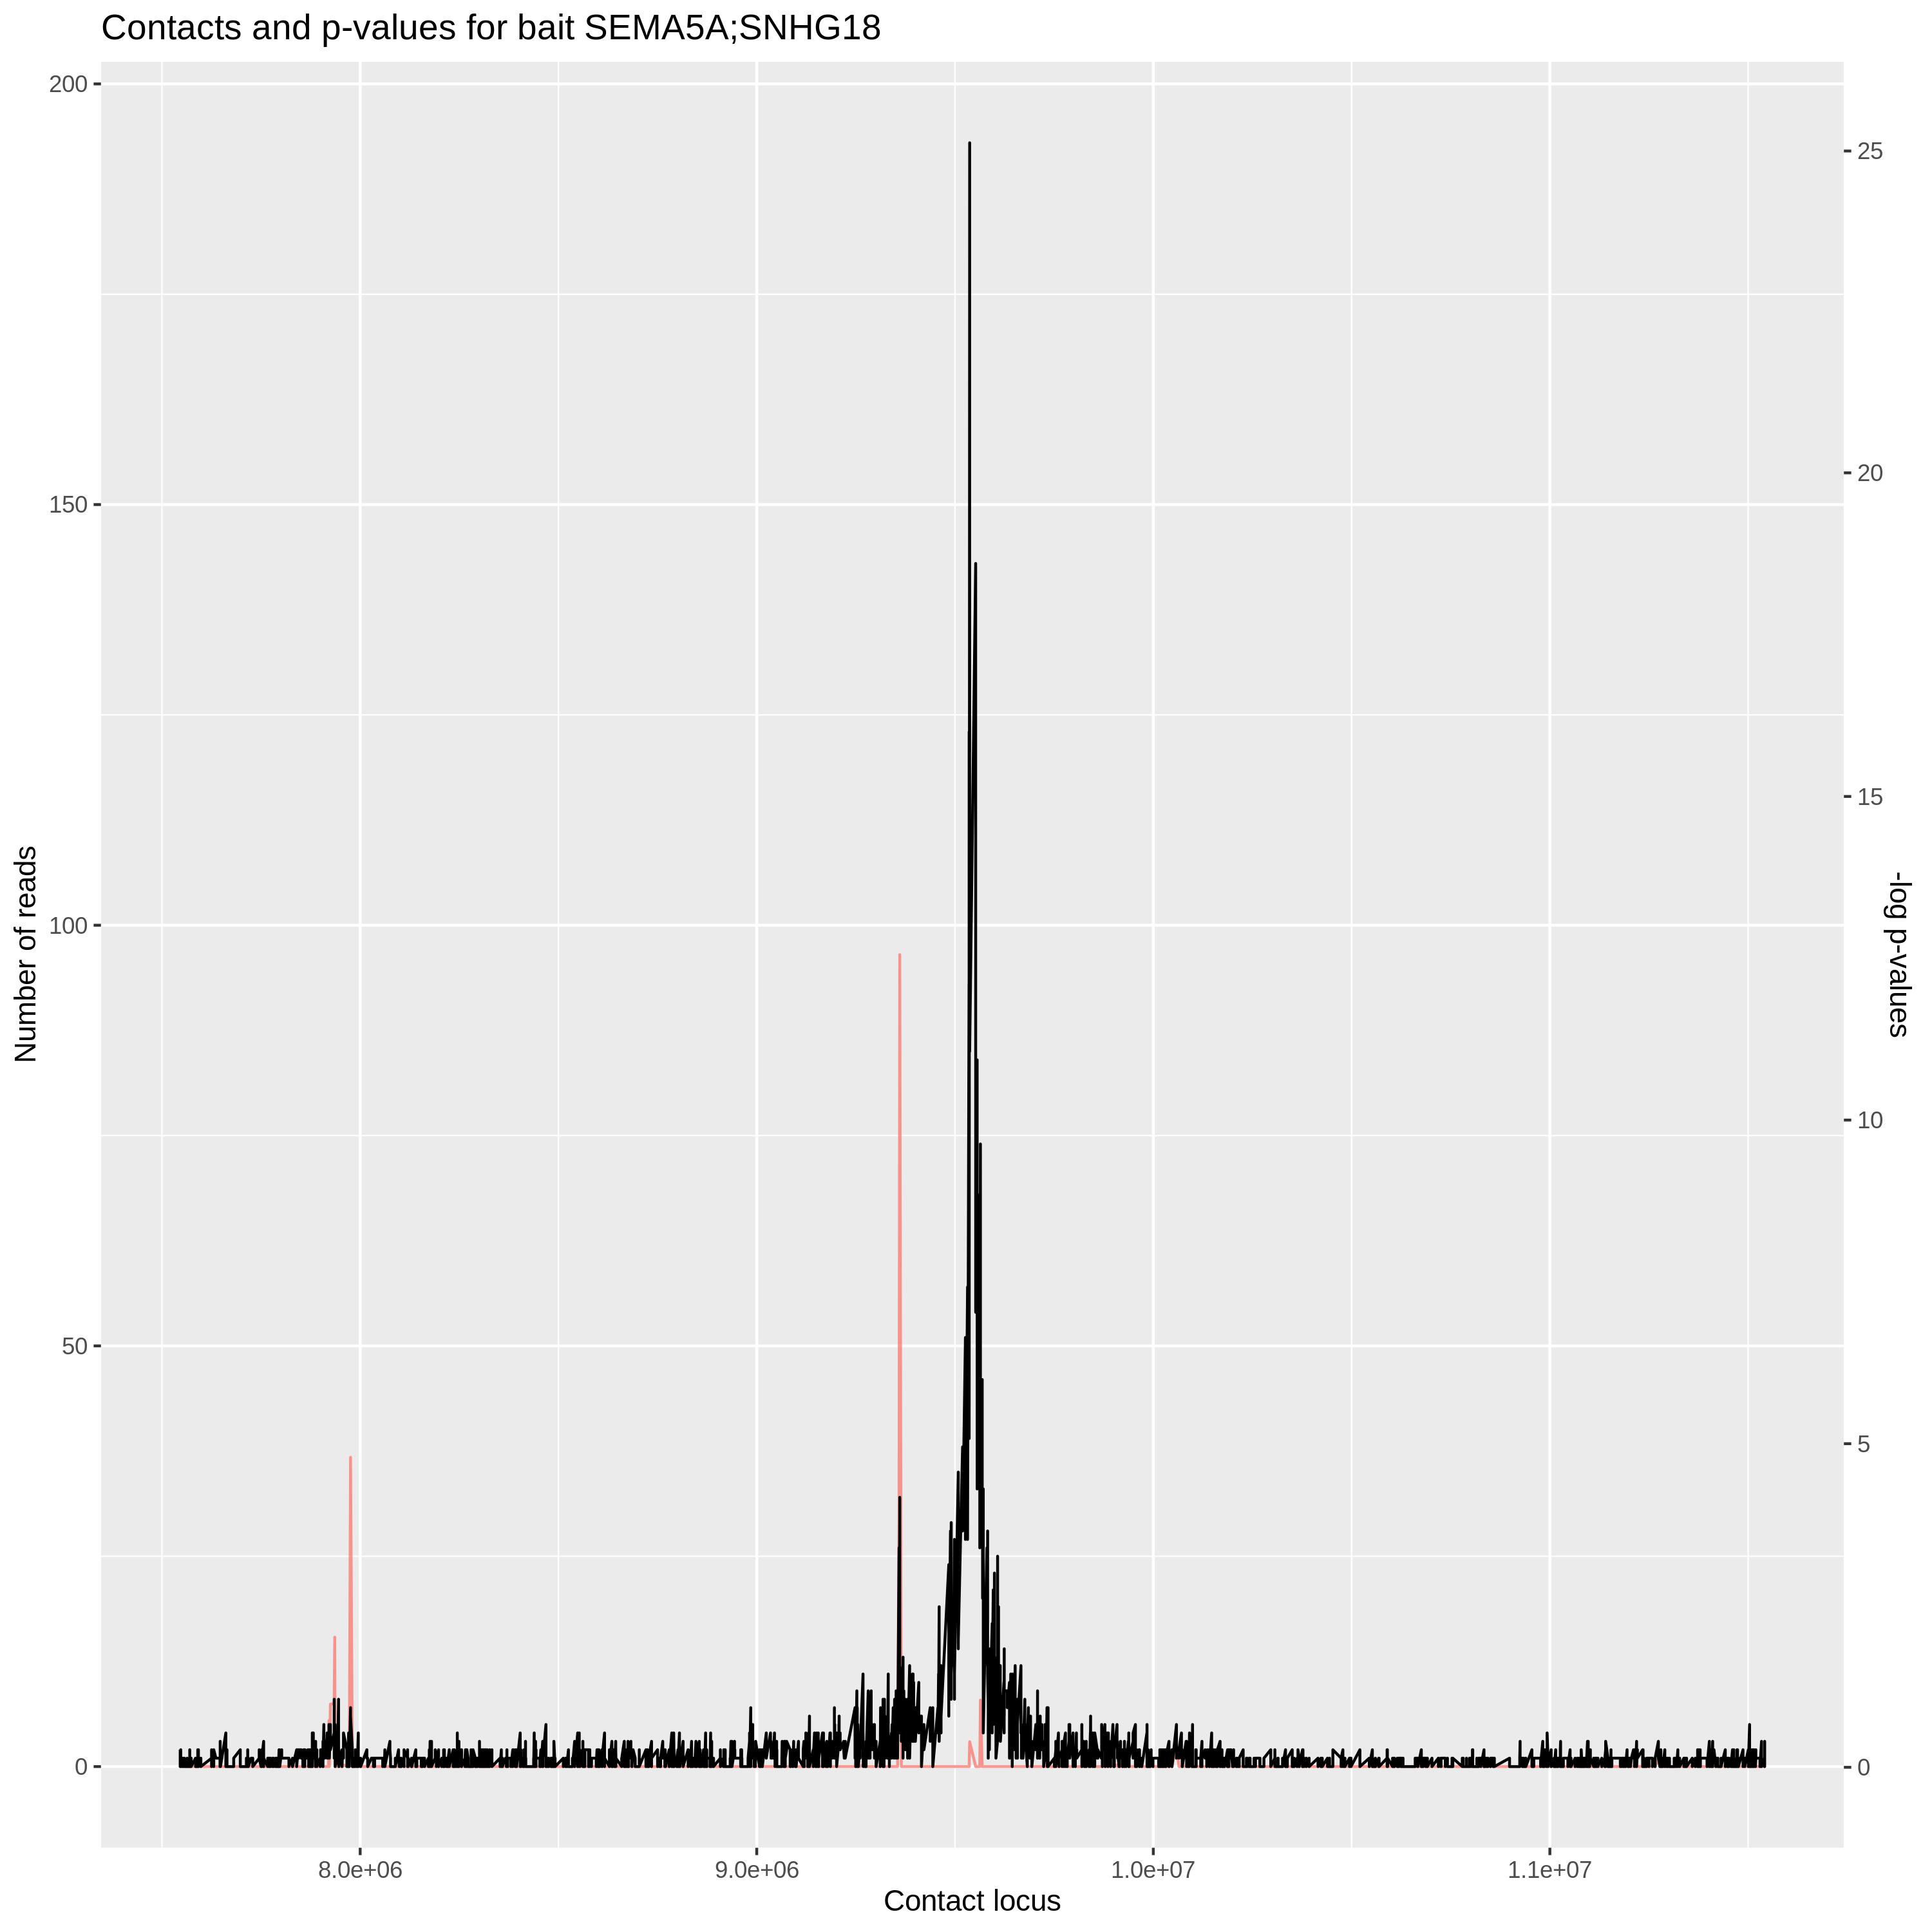 Contacts and p-values for bait SEMA5A;SNHG18
200
150
100
50
0
Number of reads
25
20
15
10
5
0
-log p-values
8.0e+06
9.0e+06
1.0e+07
1.1e+07
Contact locus